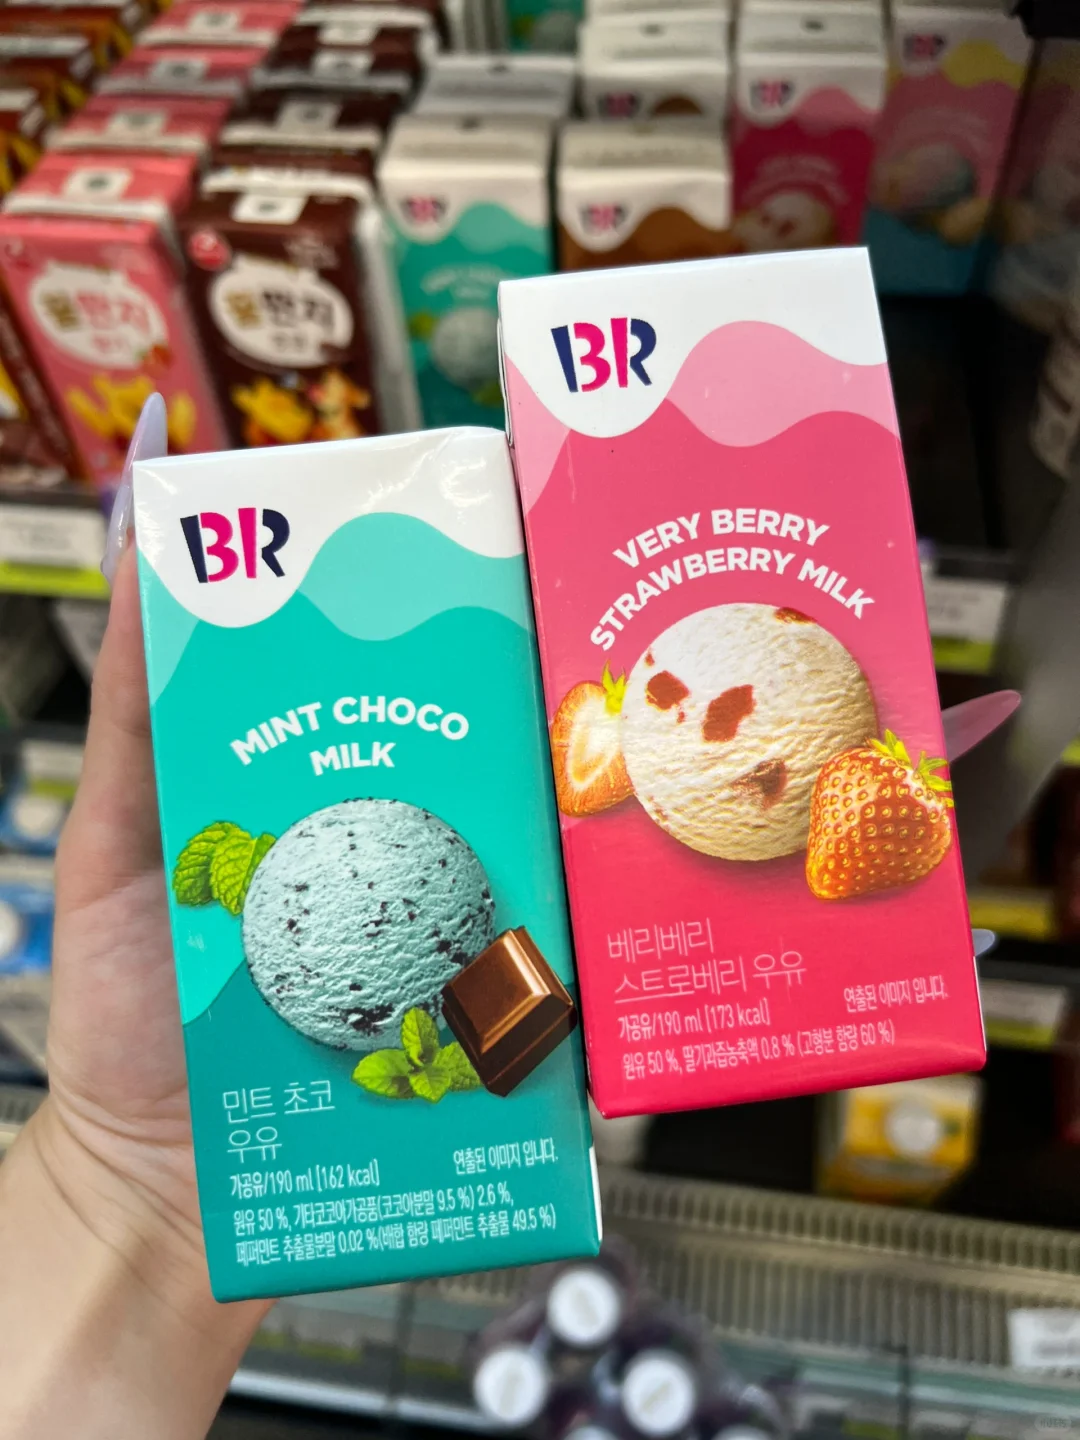 BR
MINT CHOCO
MILK
민트 초코
우유
가공유/190 ml [162 kcal]
연출된 이미지 입니다.
원유 50 %, 기타코코아가공품(코코아분말 9.5 %) 2.6 %,
페퍼민트 추출물분말 0.02 %(배합 함량 페퍼민트 추출물 49.5 %)
BR
VERY BERRY
STRAWBERRY MILK
베리베리
스트로베리 우유
가공유/190 ml [173 kcal]
연출된 이미지 입니다.
원유 50 %, 딸기과즙농축액 0.8 % (고형분 함량 60 %)
BR
BR
BR
BR